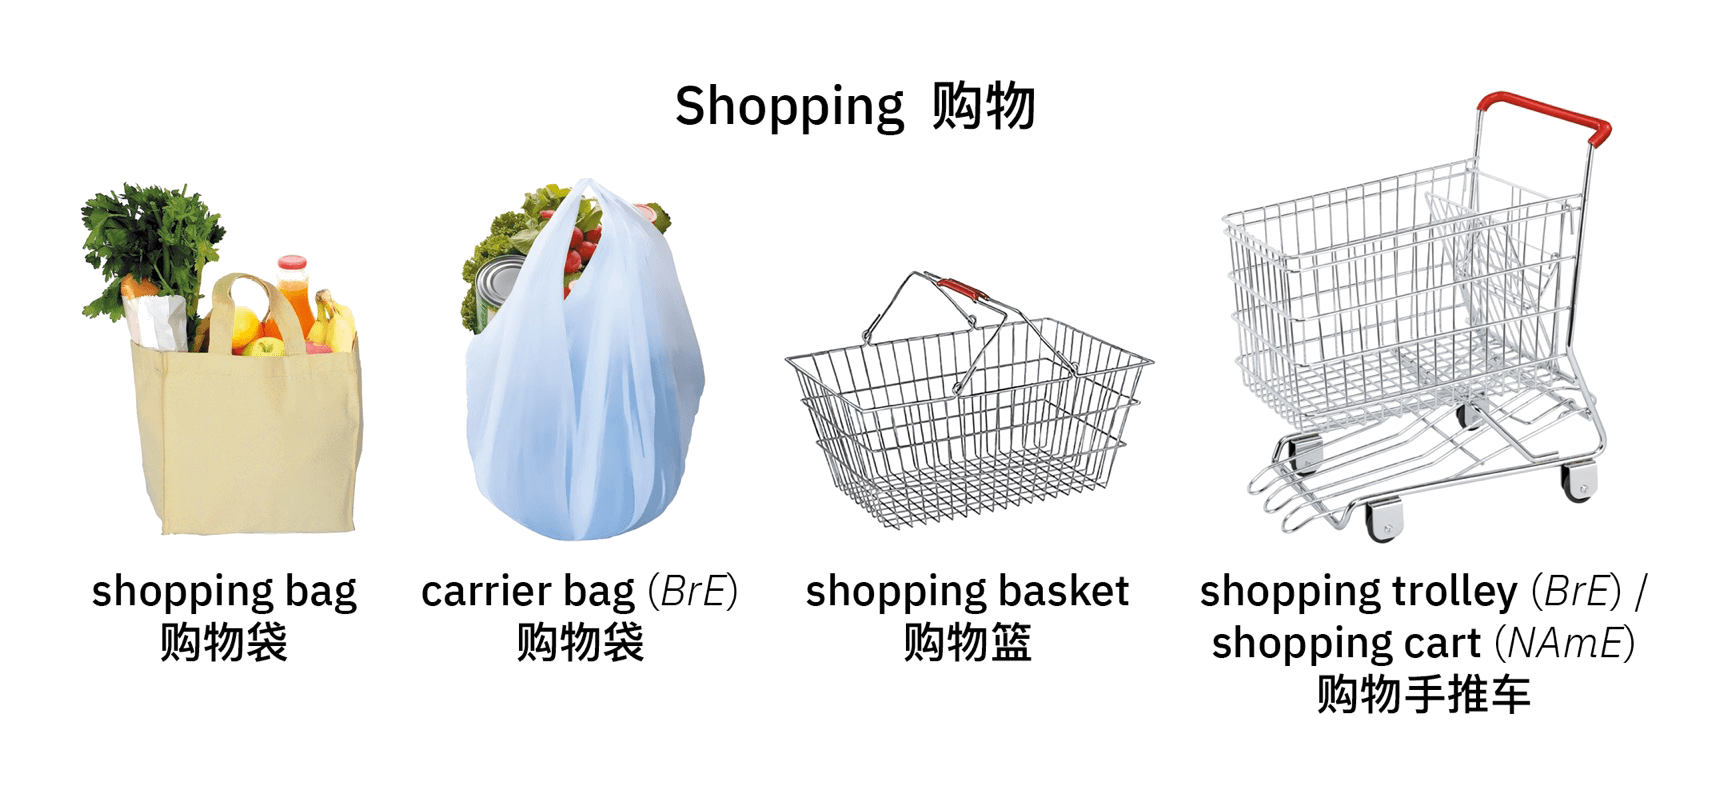 Shopping 购物
shopping bag
购物袋
carrier bag (BrE)
购物袋
shopping basket
购物篮
shopping trolley (BrE) /
shopping cart (NAmE)
购物手推车